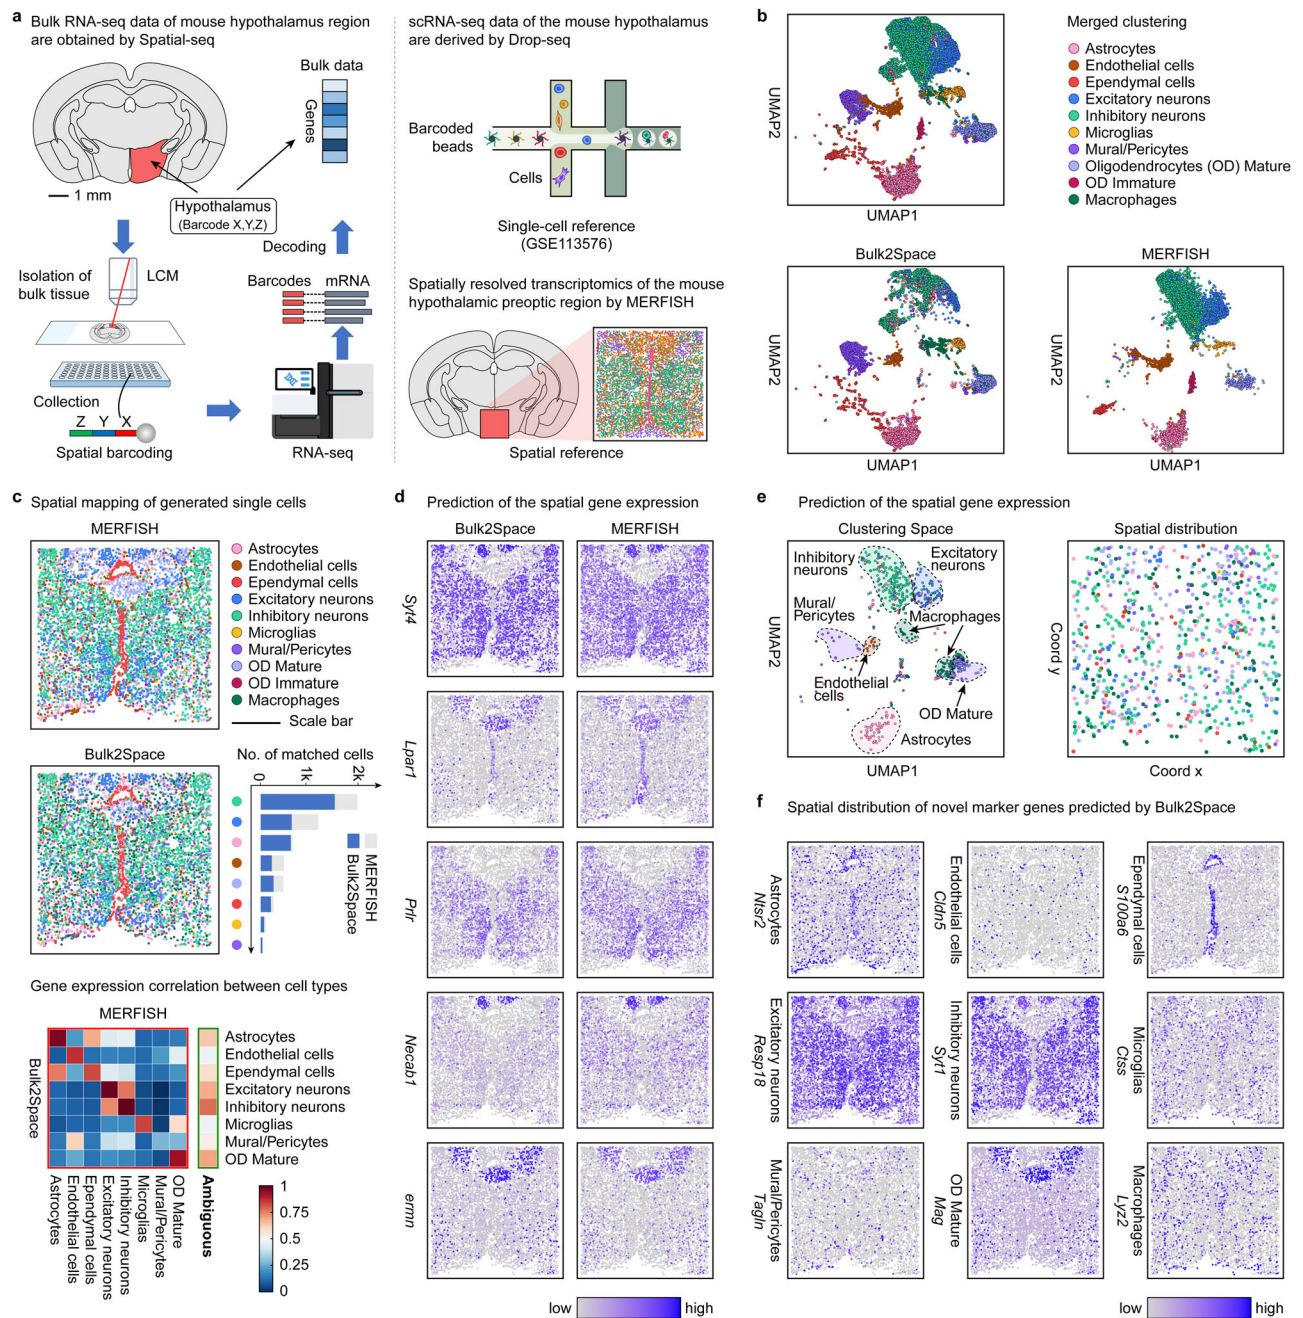 a
Bulk RNA-seq data of mouse hypothalamus region
are obtained by Spatial-seq
Bulk data
Genes
1 mm
Hypothalamus
(Barcode X,Y,Z)
Decoding
Isolation of
bulk tissue
LCM
Barcodes
mRNA
Collection
Z Y X
Spatial barcoding
RNA-seq
scRNA-seq data of the mouse hypothalamus
are derived by Drop-seq
Barcoded
beads
Cells
Single-cell reference
(GSE113576)
Spatially resolved transcriptomics of the mouse
hypothalamic preoptic region by MERFISH
Spatial reference
b
UMAP2
UMAP1
Merged clustering
Astrocytes
Endothelial cells
Ependymal cells
Excitatory neurons
Inhibitory neurons
Microglias
Mural/Pericytes
Oligodendrocytes (OD) Mature
OD Immature
Macrophages
Bulk2Space
UMAP2
UMAP1
MERFISH
UMAP2
UMAP1
c
Spatial mapping of generated single cells
MERFISH
Astrocytes
Endothelial cells
Ependymal cells
Excitatory neurons
Inhibitory neurons
Microglias
Mural/Pericytes
OD Mature
OD Immature
Macrophages
Scale bar
Bulk2Space
No. of matched cells
0 1k 2k
MERFISH
Bulk2Space
Gene expression correlation between cell types
MERFISH
Bulk2Space
Astrocytes
Endothelial cells
Ependymal cells
Excitatory neurons
Inhibitory neurons
Microglias
Mural/Pericytes
OD Mature
Astrocytes
Endothelial cells
Ependymal cells
Excitatory neurons
Inhibitory neurons
Microglias
Mural/Pericytes
OD Mature
Ambiguous
1
0.75
0.5
0.25
0
d
Prediction of the spatial gene expression
Bulk2Space
MERFISH
Syt4
Lpar1
Prlr
Necab1
ermn
low
high
e
Prediction of the spatial gene expression
Clustering Space
Inhibitory
neurons
Excitatory
neurons
Mural/
Pericytes
Macrophages
Endothelial
cells
OD Mature
Astrocytes
UMAP2
UMAP1
Spatial distribution
Coord y
Coord x
f
Spatial distribution of novel marker genes predicted by Bulk2Space
Astrocytes
Ntsr2
Endothelial cells
Cldn5
Ependymal cells
S100a6
Excitatory neurons
Resp18
Inhibitory neurons
Syt1
Microglias
Ctss
Mural/Pericytes
Tagln
OD Mature
Mag
Macrophages
Lyz2
low
high